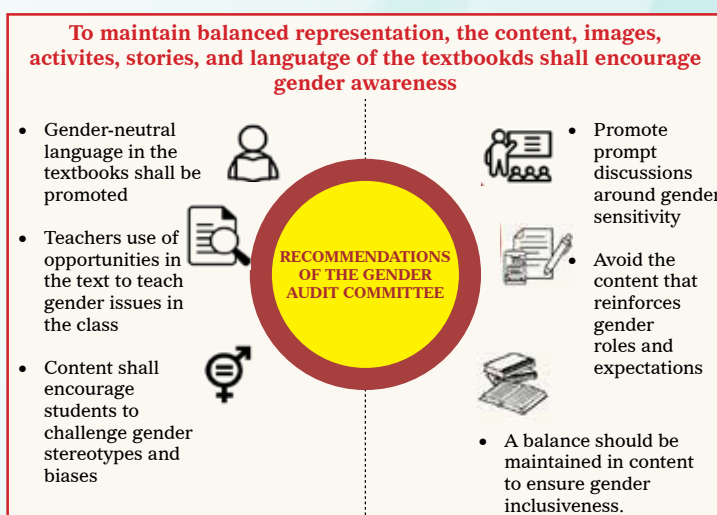 To maintain balanced representation, the content, images,
activites, stories, and languatge of the textbookds shall encourage
gender awareness
• Gender-neutral
language in the
textbooks shall be
promoted
• Teachers use of
opportunities in
the text to teach
gender issues in
the class
• Content shall
encourage
students to
challenge gender
stereotypes and
biases
RECOMMENDATIONS
OF THE GENDER
AUDIT COMMITTEE
• Promote
prompt
discussions
around gender
sensitivity
• Avoid the
content that
reinforces
gender
roles and
expectations
• A balance should be
maintained in content
to ensure gender
inclusiveness.